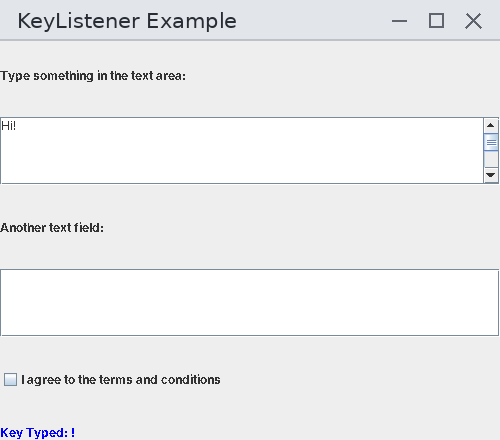 KeyListener Example
Type something in the text area:
Hi!
Another text field:
I agree to the terms and conditions
Key Typed: !